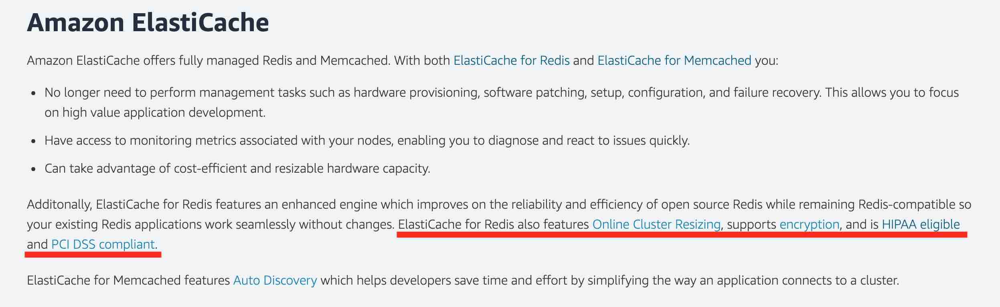 Amazon ElastiCache
Amazon ElastiCache offers fully managed Redis and Memcached. With both ElastiCache for Redis and ElastiCache for Memcached you:
• No longer need to perform management tasks such as hardware provisioning, software patching, setup, configuration, and failure recovery. This allows you to focus
on high value application development.
• Have access to monitoring metrics associated with your nodes, enabling you to diagnose and react to issues quickly.
• Can take advantage of cost-efficient and resizable hardware capacity.
Additonally, ElastiCache for Redis features an enhanced engine which improves on the reliability and efficiency of open source Redis while remaining Redis-compatible so
your existing Redis applications work seamlessly without changes. ElastiCache for Redis also features Online Cluster Resizing, supports encryption, and is HIPAA eligible
and PCI DSS compliant.
ElastiCache for Memcached features Auto Discovery which helps developers save time and effort by simplifying the way an application connects to a cluster.